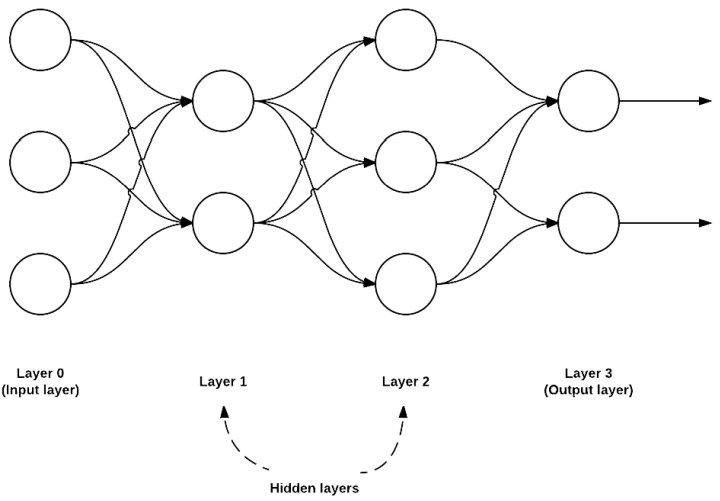 Layer 0
(Input layer)
Layer 1
Layer 2
Layer 3
(Output layer)
Hidden layers